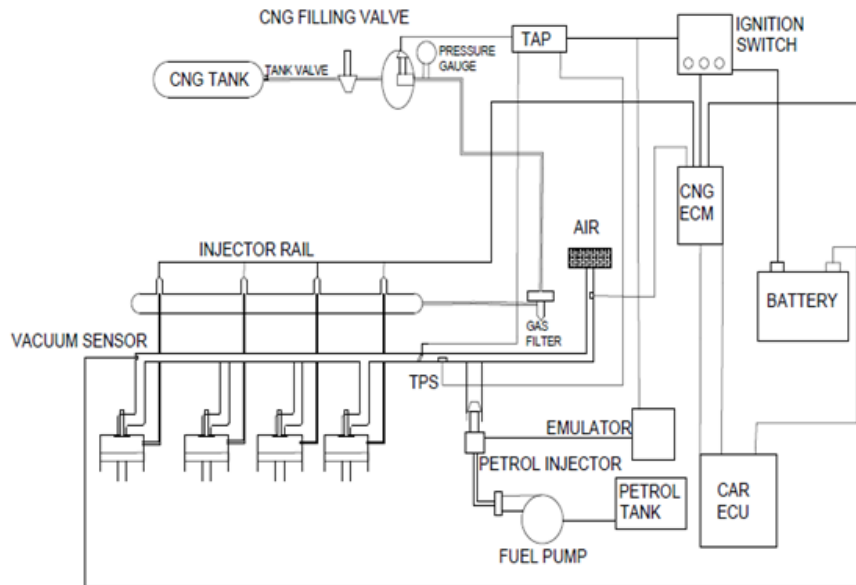 CNG FILLING VALVE
TAP
IGNITION
SWITCH
PRESSURE
GAUGE
CNG TANK
TANK VALVE
CNG
ECM
AIR
INJECTOR RAIL
BATTERY
GAS
FILTER
VACUUM SENSOR
TPS
EMULATOR
PETROL INJECTOR
PETROL
TANK
CAR
ECU
FUEL PUMP